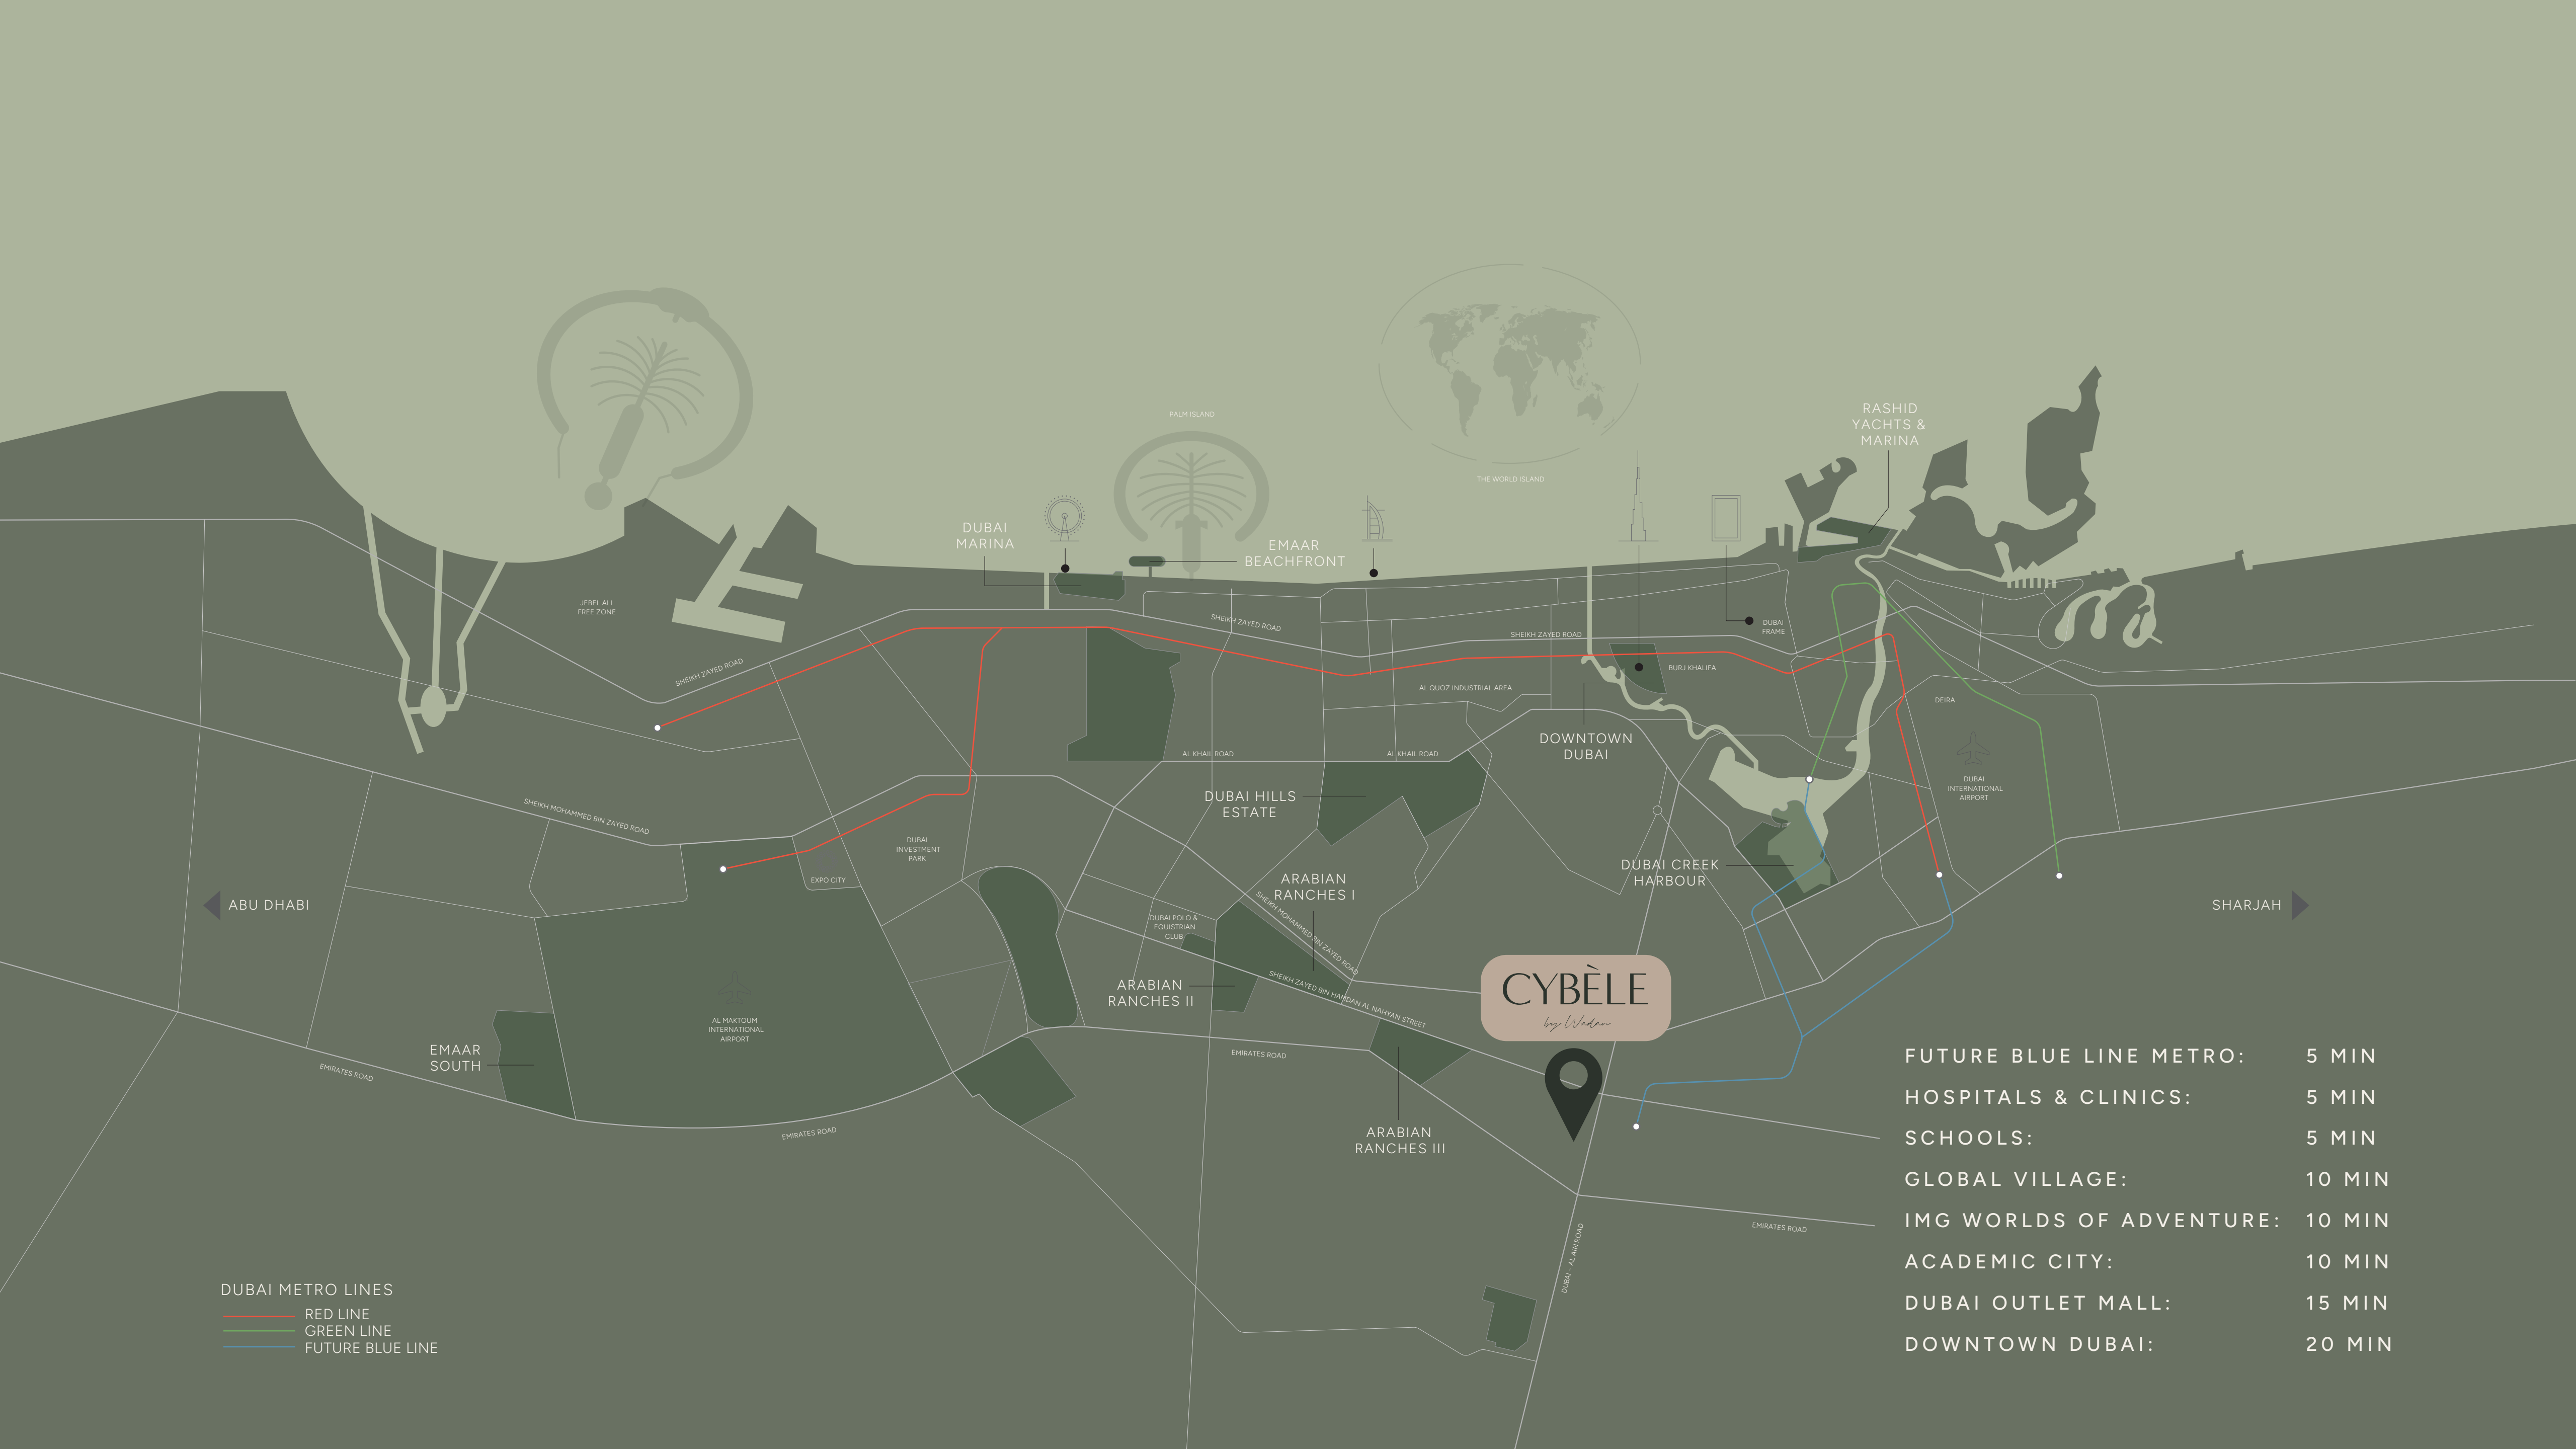 PALM ISLAND
THE WORLD ISLAND
RASHID
YACHTS &
MARINA
DUBAI
MARINA
EMAAR
BEACHFRONT
JEBEL ALI
FREE ZONE
SHEIKH ZAYED ROAD
SHEIKH ZAYED ROAD
SHEIKH ZAYED ROAD
DUBAI
FRAME
BURJ KHALIFA
AL QUOZ INDUSTRIAL AREA
DEIRA
DOWNTOWN
DUBAI
AL KHAIL ROAD
AL KHAIL ROAD
DUBAI
INTERNATIONAL
AIRPORT
DUBAI HILLS
ESTATE
SHEIKH MOHAMMED BIN ZAYED ROAD
DUBAI
INVESTMENT
PARK
EXPO CITY
DUBAI CREEK
HARBOUR
ARABIAN
RANCHES I
ABU DHABI
SHARJAH
DUBAI POLO &
EQUESTRIAN
CLUB
SHEIKH MOHAMMED BIN ZAYED ROAD
SHEIKH ZAYED BIN HAMDAN AL NAHYAN STREET
ARABIAN
RANCHES II
CYBÈLE
by Wadan
AL MAKTOUM
INTERNATIONAL
AIRPORT
EMAAR
SOUTH
EMIRATES ROAD
EMIRATES ROAD
EMIRATES ROAD
ARABIAN
RANCHES III
EMIRATES ROAD
DUBAI - AL AIN ROAD
FUTURE BLUE LINE METRO: 5 MIN
HOSPITALS & CLINICS: 5 MIN
SCHOOLS: 5 MIN
GLOBAL VILLAGE: 10 MIN
IMG WORLDS OF ADVENTURE: 10 MIN
ACADEMIC CITY: 10 MIN
DUBAI OUTLET MALL: 15 MIN
DOWNTOWN DUBAI: 20 MIN
DUBAI METRO LINES
RED LINE
GREEN LINE
FUTURE BLUE LINE